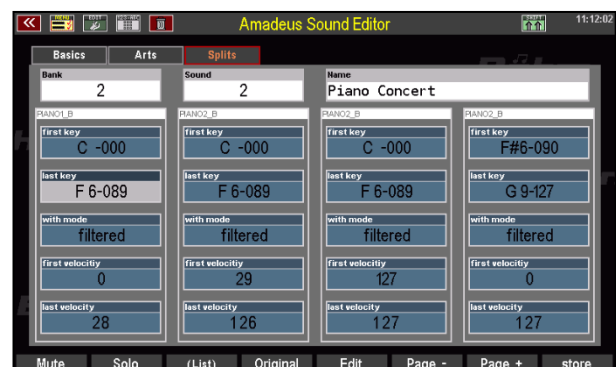 MENU EDIT SHIFT
Amadeus Sound Editor 11:12:02
Basics Arts Splits
Bank Sound Name
2 2 Piano Concert
PIANO1_B PIANO2_B PIANO2_B PIANO2_B
first key first key first key first key
C -000 C -000 C -000 F#6-090
last key last key last key last key
F 6-089 F 6-089 F 6-089 G 9-127
with mode with mode with mode with mode
filtered filtered filtered filtered
first velocitiy first velocitiy first velocitiy first velocitiy
0 29 127 0
last velocity last velocity last velocity last velocity
28 126 127 127
Mute Solo (List) Original Edit Page - Page + store